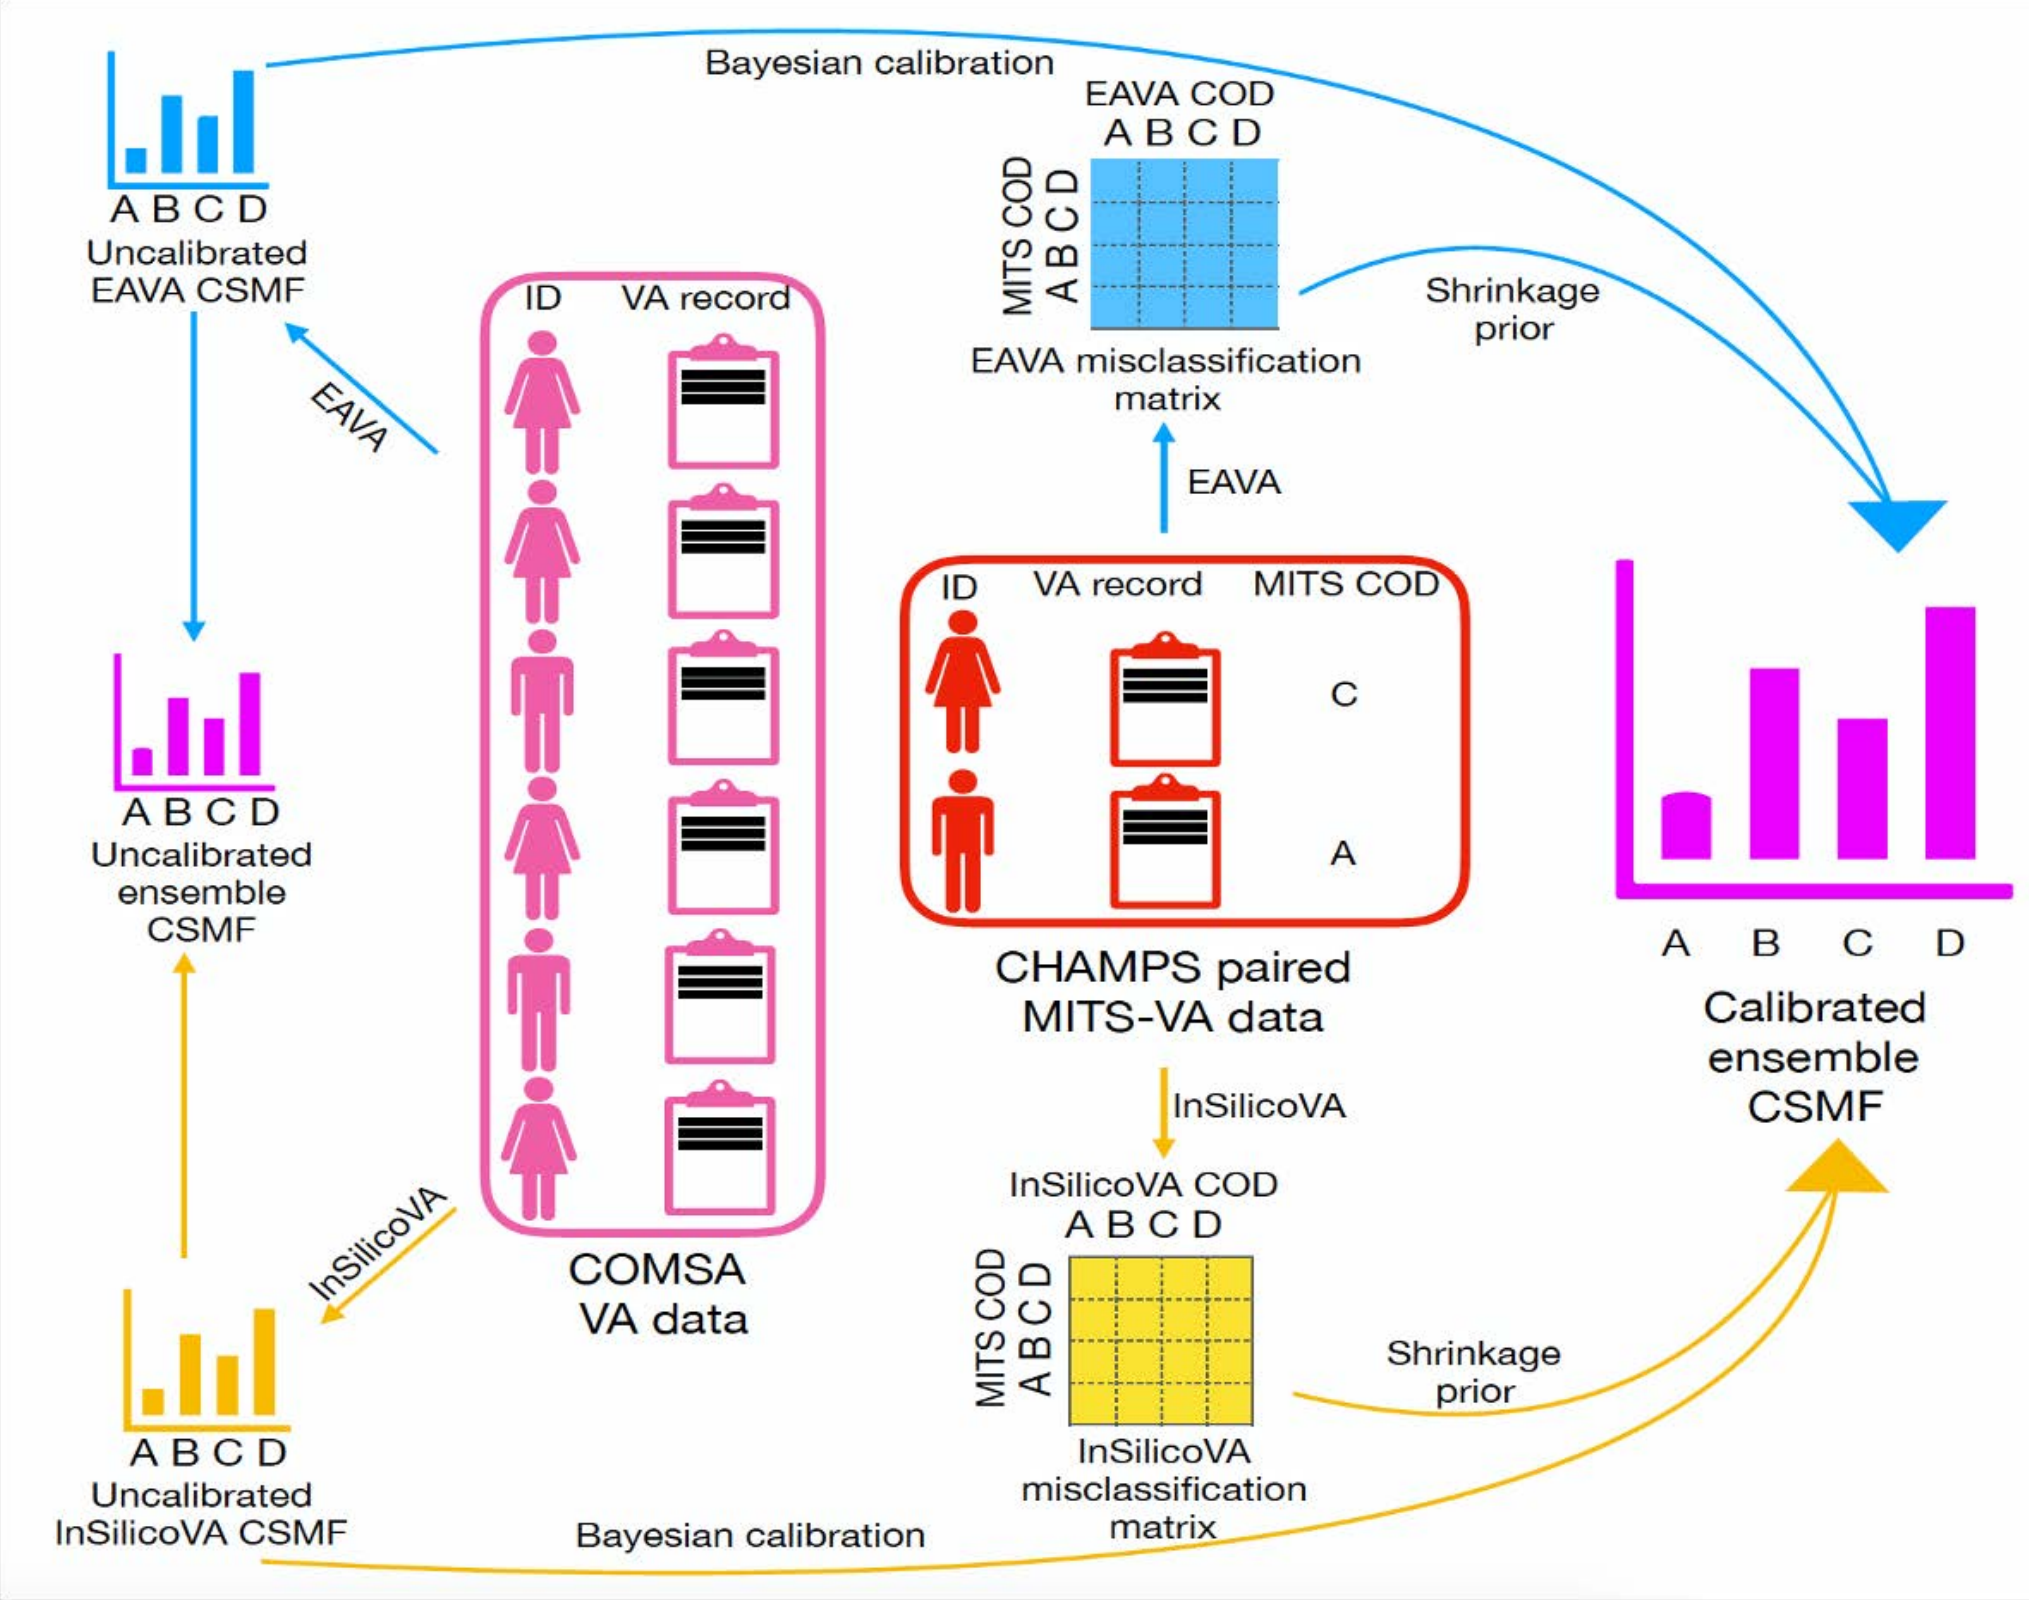 Bayesian calibration
A B C D
Uncalibrated
EAVA CSMF
EAVA
A B C D
Uncalibrated
ensemble
CSMF
InSilicoVA
A B C D
Uncalibrated
InSilicoVA CSMF
ID VA record
COMSA
VA data
EAVA COD
A B C D
MITS COD
A B C D
EAVA misclassification
matrix
Shrinkage
prior
EAVA
ID VA record MITS COD
C
A
CHAMPS paired
MITS-VA data
InSilicoVA
InSilicoVA COD
A B C D
MITS COD
A B C D
InSilicoVA
misclassification
matrix
Shrinkage
prior
Bayesian calibration
A B C D
Calibrated
ensemble
CSMF